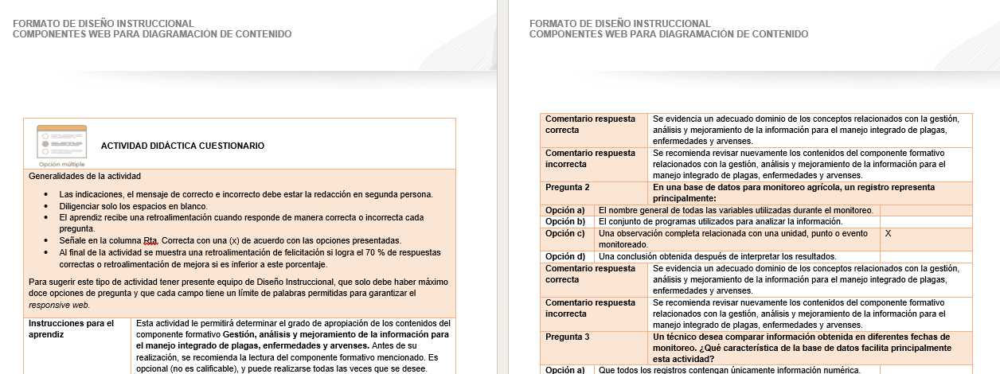 FORMATO DE DISEÑO INSTRUCCIONAL
COMPONENTES WEB PARA DIAGRAMACIÓN DE CONTENIDO
Opción múltiple
ACTIVIDAD DIDÁCTICA CUESTIONARIO
Generalidades de la actividad
• Las indicaciones, el mensaje de correcto e incorrecto debe estar la redacción en segunda persona.
• Diligenciar solo los espacios en blanco.
• El aprendiz recibe una retroalimentación cuando responde de manera correcta o incorrecta cada
pregunta.
• Señale en la columna Rta. Correcta con una (x) de acuerdo con las opciones presentadas.
• Al final de la actividad se muestra una retroalimentación de felicitación si logra el 70 % de respuestas
correctas o retroalimentación de mejora si es inferior a este porcentaje.
Para sugerir este tipo de actividad tener presente equipo de Diseño Instruccional, que solo debe haber máximo
doce opciones de pregunta y que cada campo tiene un límite de palabras permitidas para garantizar el
responsive web.
Instrucciones para el
aprendiz
Esta actividad le permitirá determinar el grado de apropiación de los contenidos del
componente formativo Gestión, análisis y mejoramiento de la información para
el manejo integrado de plagas, enfermedades y arvenses. Antes de su
realización, se recomienda la lectura del componente formativo mencionado. Es
opcional (no es calificable), y puede realizarse todas las veces que se desee.
FORMATO DE DISEÑO INSTRUCCIONAL
COMPONENTES WEB PARA DIAGRAMACIÓN DE CONTENIDO
Comentario respuesta
correcta
Se evidencia un adecuado dominio de los conceptos relacionados con la gestión,
análisis y mejoramiento de la información para el manejo integrado de plagas,
enfermedades y arvenses.
Comentario respuesta
incorrecta
Se recomienda revisar nuevamente los contenidos del componente formativo
relacionados con la gestión, análisis y mejoramiento de la información para el
manejo integrado de plagas, enfermedades y arvenses.
Pregunta 2
En una base de datos para monitoreo agrícola, un registro representa
principalmente:
Opción a) El nombre general de todas las variables utilizadas durante el monitoreo.
Opción b) El conjunto de programas utilizados para analizar la información.
Opción c) Una observación completa relacionada con una unidad, punto o evento X
monitoreado.
Opción d) Una conclusión obtenida después de interpretar los resultados.
Comentario respuesta
correcta
Se evidencia un adecuado dominio de los conceptos relacionados con la gestión,
análisis y mejoramiento de la información para el manejo integrado de plagas,
enfermedades y arvenses.
Comentario respuesta
incorrecta
Se recomienda revisar nuevamente los contenidos del componente formativo
relacionados con la gestión, análisis y mejoramiento de la información para el
manejo integrado de plagas, enfermedades y arvenses.
Pregunta 3
Un técnico desea comparar información obtenida en diferentes fechas de
monitoreo. ¿Qué característica de la base de datos facilita principalmente
esta actividad?
Opción a) Que todos los registros contengan únicamente información numérica.